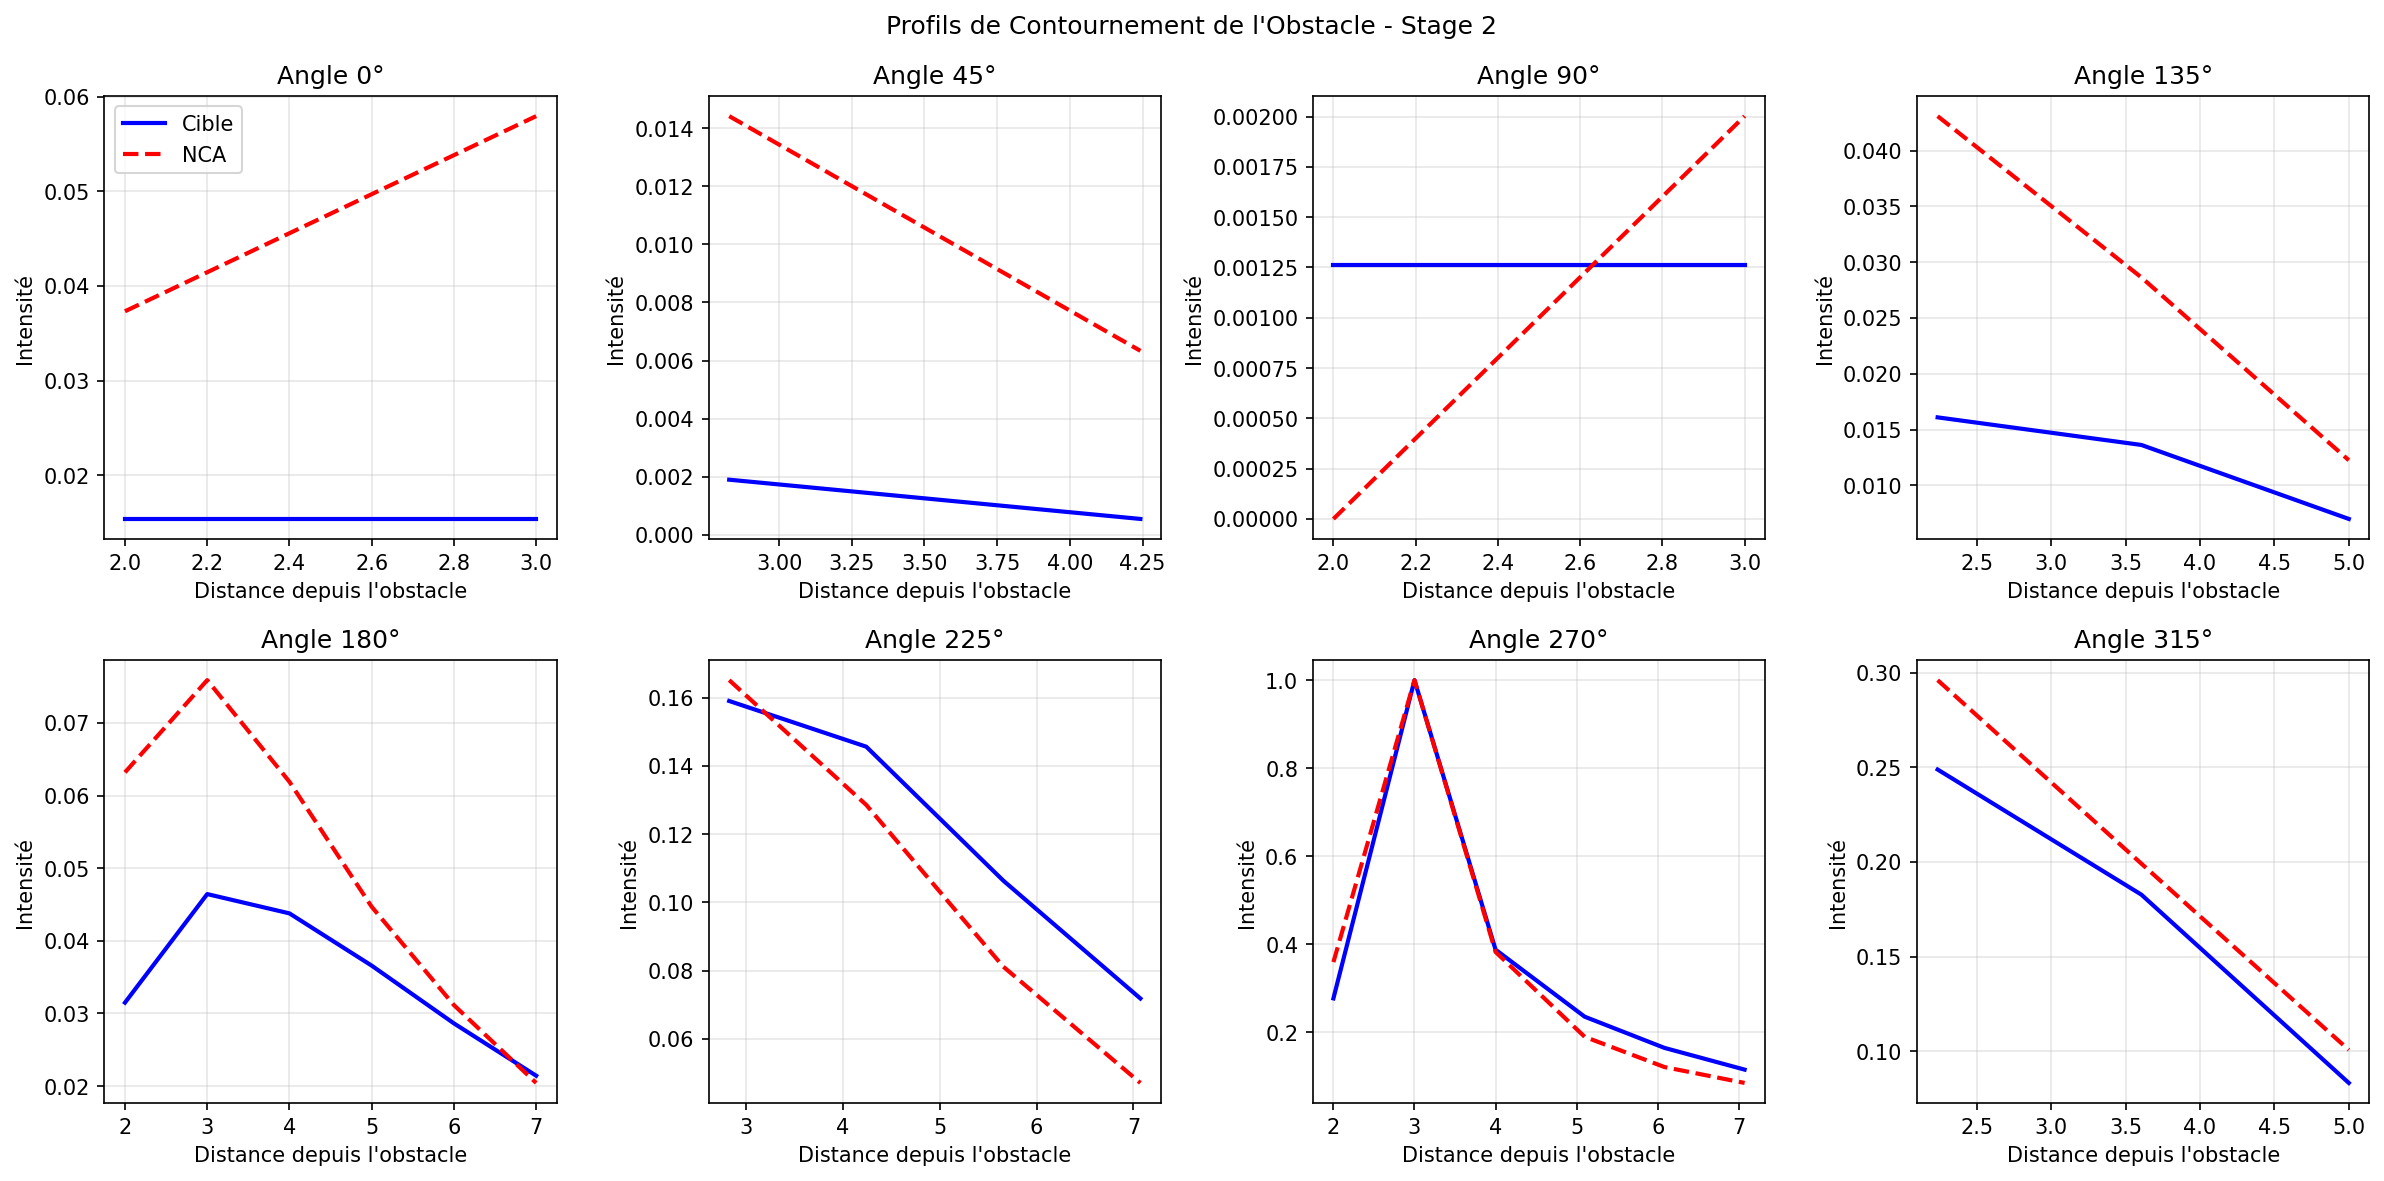 Profils de Contournement de l'Obstacle - Stage 2
Angle 0°
0.06
0.05
0.04
0.03
0.02
Intensité
Cible
NCA
2.0 2.2 2.4 2.6 2.8 3.0
Distance depuis l'obstacle
Angle 45°
0.014
0.012
0.010
0.008
0.006
0.004
0.002
0.000
Intensité
3.00 3.25 3.50 3.75 4.00 4.25
Distance depuis l'obstacle
Angle 90°
0.00200
0.00175
0.00150
0.00125
0.00100
0.00075
0.00050
0.00025
0.00000
Intensité
2.0 2.2 2.4 2.6 2.8 3.0
Distance depuis l'obstacle
Angle 135°
0.040
0.035
0.030
0.025
0.020
0.015
0.010
Intensité
2.5 3.0 3.5 4.0 4.5 5.0
Distance depuis l'obstacle
Angle 180°
0.07
0.06
0.05
0.04
0.03
0.02
Intensité
2 3 4 5 6 7
Distance depuis l'obstacle
Angle 225°
0.16
0.14
0.12
0.10
0.08
0.06
Intensité
3 4 5 6 7
Distance depuis l'obstacle
Angle 270°
1.0
0.8
0.6
0.4
0.2
Intensité
2 3 4 5 6 7
Distance depuis l'obstacle
Angle 315°
0.30
0.25
0.20
0.15
0.10
Intensité
2.5 3.0 3.5 4.0 4.5 5.0
Distance depuis l'obstacle